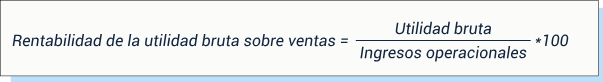 Rentabilidad de la utilidad bruta sobre ventas = Utilidad bruta / Ingresos operacionales *100